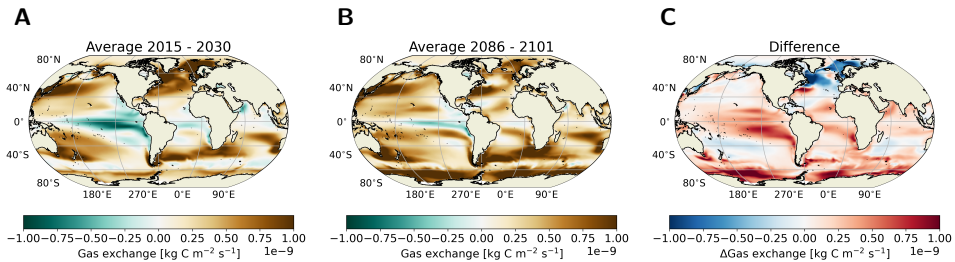 A
B
C
Average 2015 - 2030
Average 2086 - 2101
Difference
80°N
40°N
0°
40°S
80°S
180°E 270°E 0°E 90°E
80°N
40°N
0°
40°S
80°S
180°E 270°E 0°E 90°E
80°N
40°N
0°
40°S
80°S
180°E 270°E 0°E 90°E
−1.00 −0.75 −0.50 −0.25 0.00 0.25 0.50 0.75 1.00
Gas exchange [kg C m⁻² s⁻¹] 1e−9
−1.00 −0.75 −0.50 −0.25 0.00 0.25 0.50 0.75 1.00
Gas exchange [kg C m⁻² s⁻¹] 1e−9
−1.00 −0.75 −0.50 −0.25 0.00 0.25 0.50 0.75 1.00
ΔGas exchange [kg C m⁻² s⁻¹] 1e−9